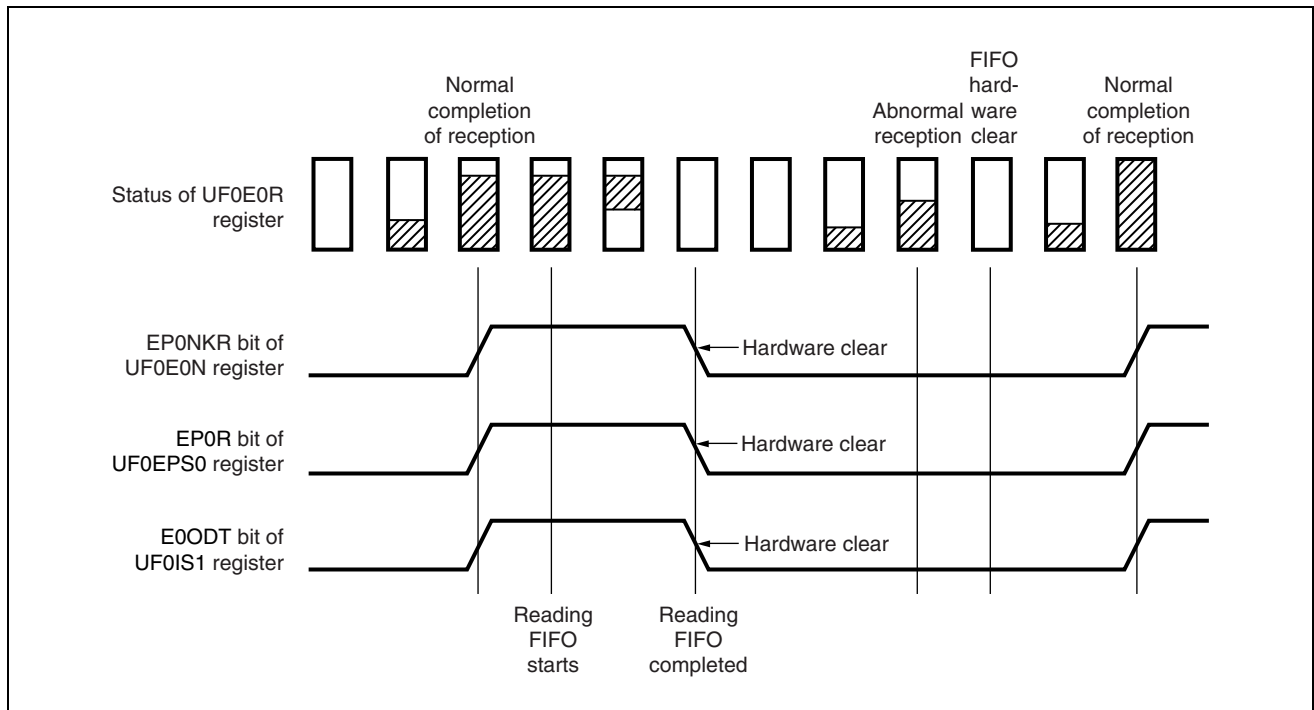 Normal
completion
of reception
Abnormal
reception
FIFO
hard-
ware
clear
Normal
completion
of reception
Status of UF0E0R
register
EP0NKR bit of
UF0E0N register
Hardware clear
EP0R bit of
UF0EPS0 register
Hardware clear
E0ODT bit of
UF0IS1 register
Hardware clear
Reading
FIFO
starts
Reading
FIFO
completed